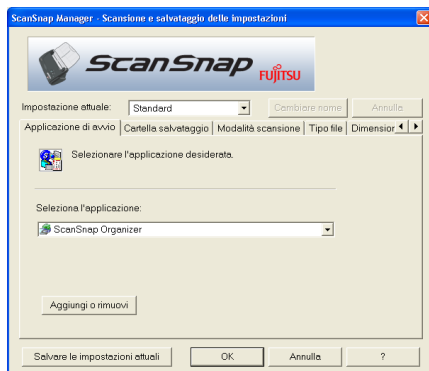 ScanSnap Manager - Scansione e salvataggio delle impostazioni
ScanSnap
FUJITSU
Impostazione attuale: Standard Cambiare nome Annulla
Applicazione di avvio Cartella salvataggio Modalità scansione Tipo file Dimension
Selezionare l'applicazione desiderata.
Seleziona l'applicazione:
ScanSnap Organizer
Aggiungi o rimuovi
Salvare le impostazioni attuali OK Annulla ?